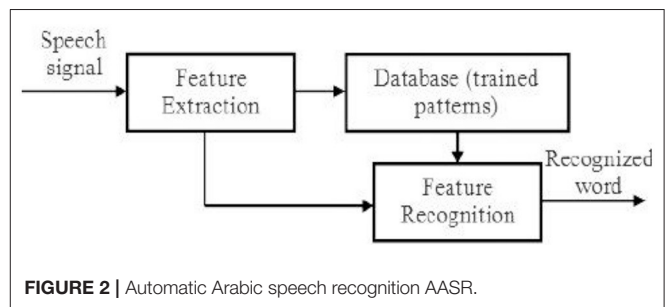 Speech
signal
Feature
Extraction
Database (trained
patterns)
Feature
Recognition
Recognized
word
FIGURE 2 | Automatic Arabic speech recognition AASR.